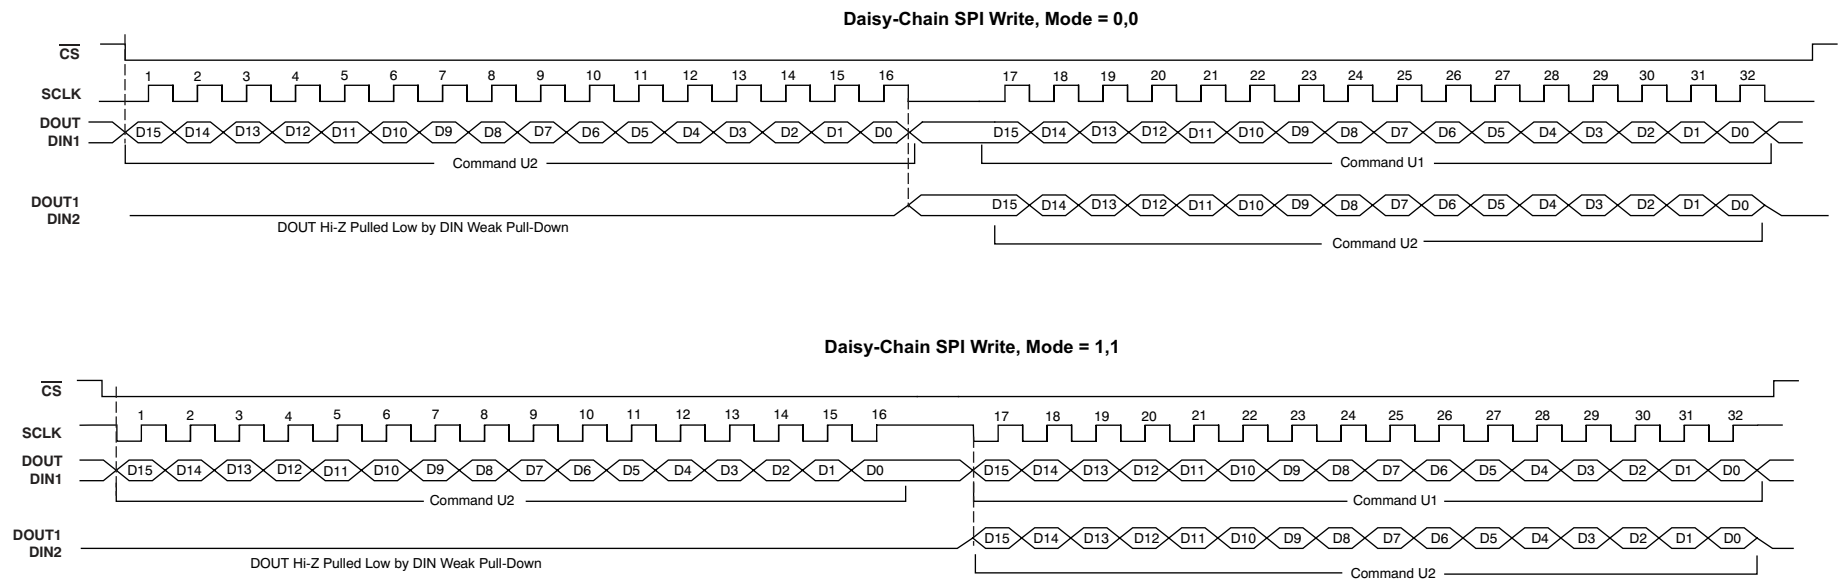 Daisy-Chain SPI Write, Mode = 0,0
CS
1 2 3 4 5 6 7 8 9 10 11 12 13 14 15 16 17 18 19 20 21 22 23 24 25 26 27 28 29 30 31 32
SCLK
DOUT
D15 D14 D13 D12 D11 D10 D9 D8 D7 D6 D5 D4 D3 D2 D1 D0 D15 D14 D13 D12 D11 D10 D9 D8 D7 D6 D5 D4 D3 D2 D1 D0
DIN1
Command U2 Command U1
DOUT1
D15 D14 D13 D12 D11 D10 D9 D8 D7 D6 D5 D4 D3 D2 D1 D0
DIN2
DOUT Hi-Z Pulled Low by DIN Weak Pull-Down
Command U2
Daisy-Chain SPI Write, Mode = 1,1
CS
1 2 3 4 5 6 7 8 9 10 11 12 13 14 15 16 17 18 19 20 21 22 23 24 25 26 27 28 29 30 31 32
SCLK
DOUT
D15 D14 D13 D12 D11 D10 D9 D8 D7 D6 D5 D4 D3 D2 D1 D0 D15 D14 D13 D12 D11 D10 D9 D8 D7 D6 D5 D4 D3 D2 D1 D0
DIN1
Command U2 Command U1
DOUT1
D15 D14 D13 D12 D11 D10 D9 D8 D7 D6 D5 D4 D3 D2 D1 D0
DIN2
DOUT Hi-Z Pulled Low by DIN Weak Pull-Down
Command U2